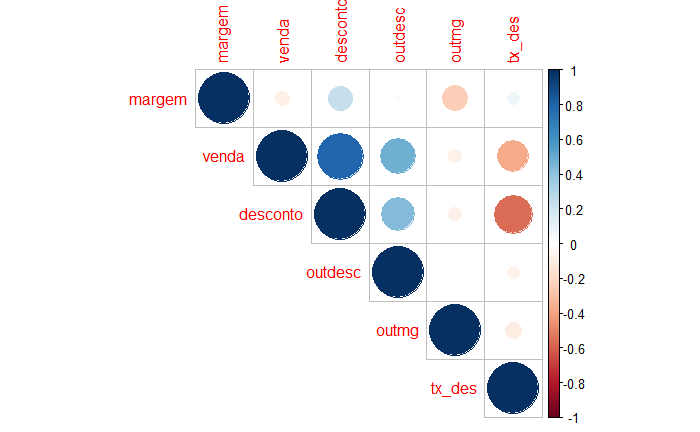 margem
venda
desconto
outdesc
outmg
tx_des
margem
venda
desconto
outdesc
outmg
tx_des
1
0.8
0.6
0.4
0.2
0
-0.2
-0.4
-0.6
-0.8
-1